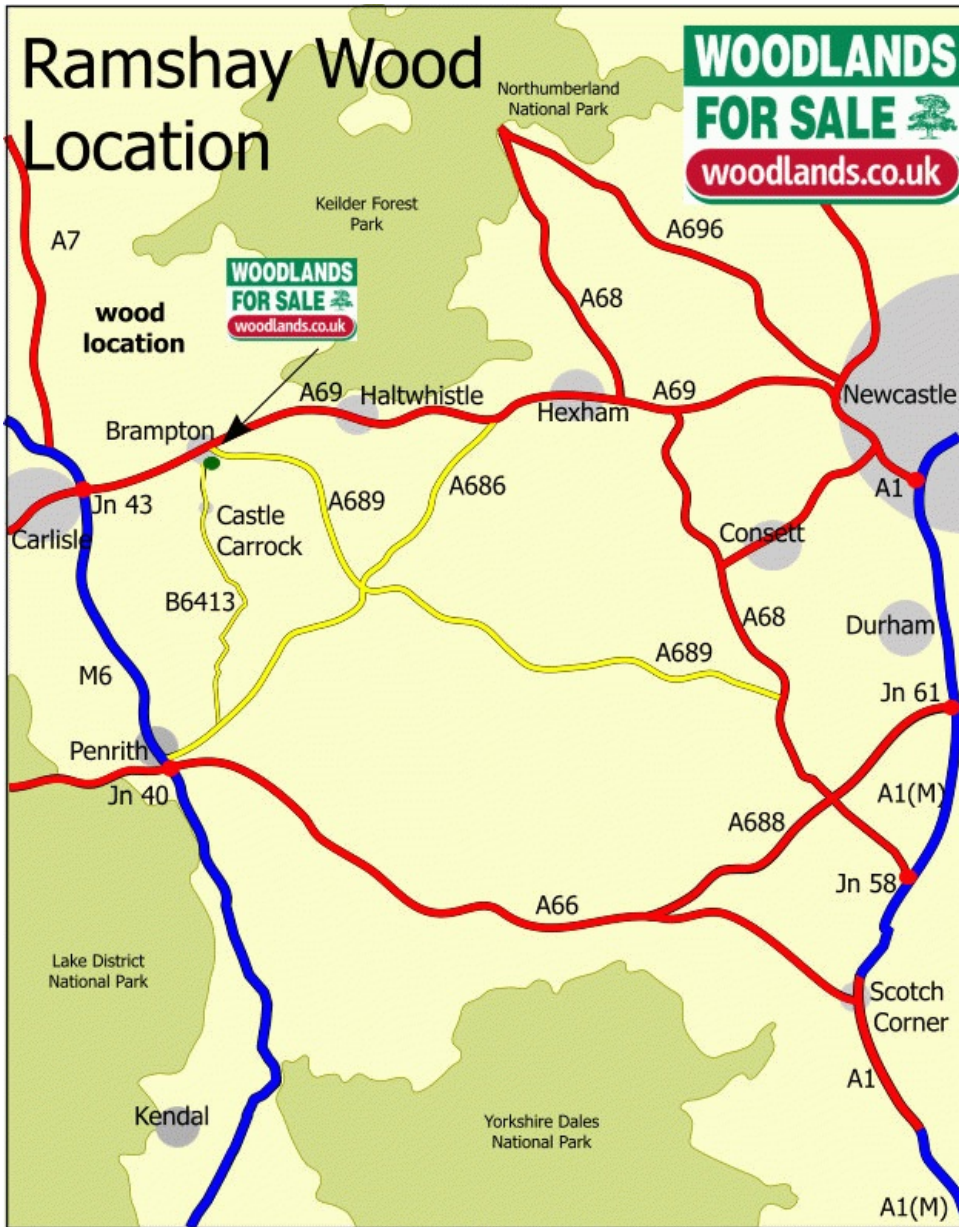 Ramshay Wood
Location
WOODLANDS
FOR SALE
woodlands.co.uk
Northumberland
National Park
Keilder Forest
Park
A7
A696
WOODLANDS
FOR SALE
woodlands.co.uk
wood
location
A68
A69
Haltwhistle
A69
Hexham
Newcastle
Brampton
A689
A686
A1
Jn 43
Carlisle
Castle
Carrock
Consett
B6413
A68
Durham
A689
M6
Jn 61
Penrith
Jn 40
A1(M)
A688
Jn 58
A66
Lake District
National Park
Scotch
Corner
A1
Kendal
Yorkshire Dales
National Park
A1(M)